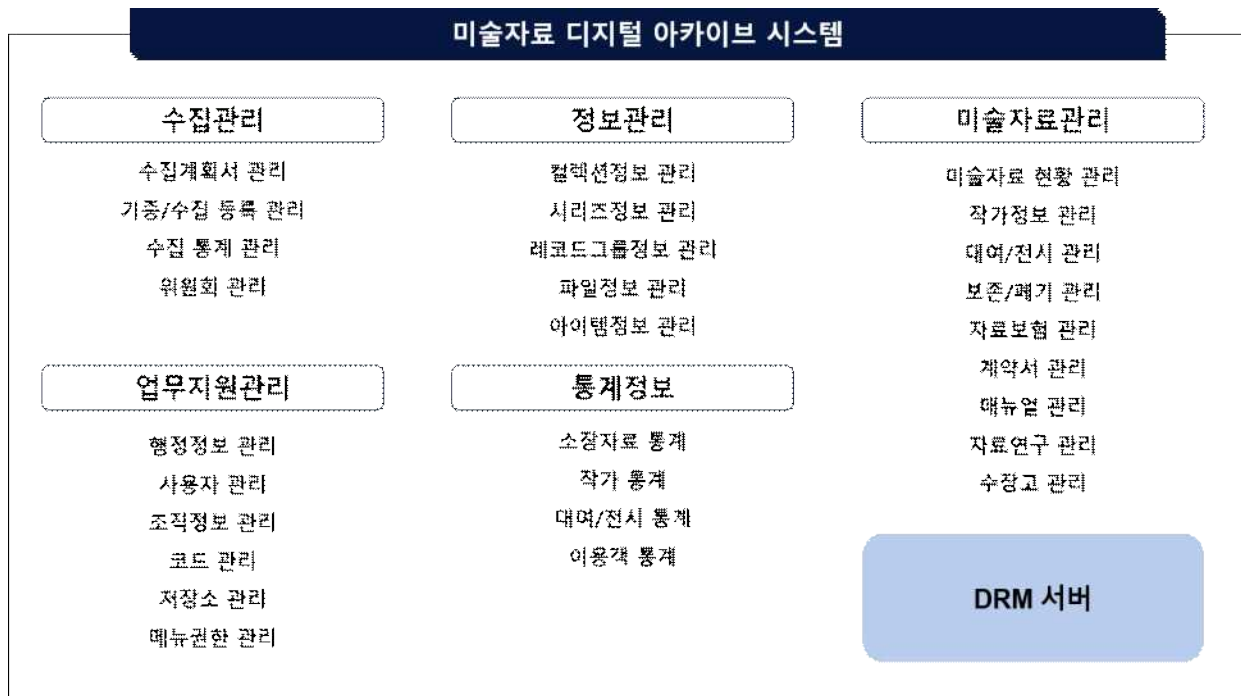 미술자료 디지털 아카이브 시스템
수집관리
수집계획서 관리
기증/수집 등록 관리
수집 통계 관리
위원회 관리
정보관리
컬렉션정보 관리
시리즈정보 관리
레코드그룹정보 관리
파일정보 관리
아이템정보 관리
미술자료관리
미술자료 현황 관리
작가정보 관리
대여/전시 관리
보존/폐기 관리
자료보험 관리
계약서 관리
매뉴얼 관리
자료연구 관리
수장고 관리
업무지원관리
행정정보 관리
사용자 관리
조직정보 관리
코드 관리
저장소 관리
메뉴권한 관리
통계정보
소장자료 통계
작가 통계
대여/전시 통계
이용객 통계
DRM 서버